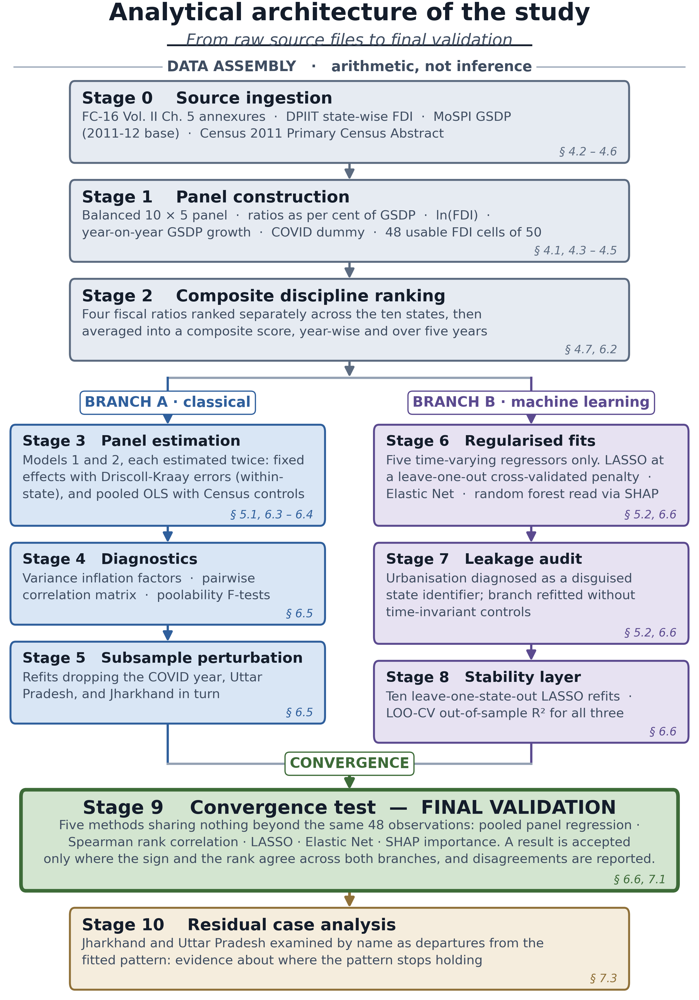 Analytical architecture of the study
From raw source files to final validation
DATA ASSEMBLY · arithmetic, not inference
Stage 0 Source ingestion
FC-16 Vol. II Ch. 5 annexures · DPIIT state-wise FDI · MoSPI GSDP
(2011-12 base) · Census 2011 Primary Census Abstract
§ 4.2 – 4.6
Stage 1 Panel construction
Balanced 10 × 5 panel · ratios as per cent of GSDP · ln(FDI) ·
year-on-year GSDP growth · COVID dummy · 48 usable FDI cells of 50
§ 4.1, 4.3 – 4.5
Stage 2 Composite discipline ranking
Four fiscal ratios ranked separately across the ten states, then
averaged into a composite score, year-wise and over five years
§ 4.7, 6.2
BRANCH A · classical
Stage 3 Panel estimation
Models 1 and 2, each estimated twice: fixed
effects with Driscoll-Kraay errors (within-
state), and pooled OLS with Census controls
§ 5.1, 6.3 – 6.4
Stage 4 Diagnostics
Variance inflation factors · pairwise
correlation matrix · poolability F-tests
§ 6.5
Stage 5 Subsample perturbation
Refits dropping the COVID year, Uttar
Pradesh, and Jharkhand in turn
§ 6.5
BRANCH B · machine learning
Stage 6 Regularised fits
Five time-varying regressors only. LASSO at
a leave-one-out cross-validated penalty ·
Elastic Net · random forest read via SHAP
§ 5.2, 6.6
Stage 7 Leakage audit
Urbanisation diagnosed as a disguised
state identifier; branch refitted without
time-invariant controls
§ 5.2, 6.6
Stage 8 Stability layer
Ten leave-one-state-out LASSO refits ·
LOO-CV out-of-sample R² for all three
§ 6.6
CONVERGENCE
Stage 9 Convergence test — FINAL VALIDATION
Five methods sharing nothing beyond the same 48 observations: pooled panel regression ·
Spearman rank correlation · LASSO · Elastic Net · SHAP importance. A result is accepted
only where the sign and the rank agree across both branches, and disagreements are reported.
§ 6.6, 7.1
Stage 10 Residual case analysis
Jharkhand and Uttar Pradesh examined by name as departures from the
fitted pattern: evidence about where the pattern stops holding
§ 7.3